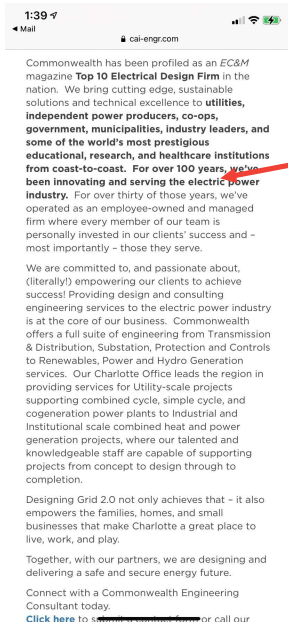 1:39
Mail
cai-engr.com
Commonwealth has been profiled as an EC&M
magazine Top 10 Electrical Design Firm in the
nation. We bring cutting edge, sustainable
solutions and technical excellence to utilities,
independent power producers, co-ops,
government, municipalities, industry leaders, and
some of the world's most prestigious
educational, research, and healthcare institutions
from coast-to-coast. For over 100 years, we've
been innovating and serving the electric power
industry. For over thirty of those years, we've
operated as an employee-owned and managed
firm where every member of our team is
personally invested in our clients' success and –
most importantly – those they serve.
We are committed to, and passionate about,
(literally!) empowering our clients to achieve
success! Providing design and consulting
engineering services to the electric power industry
is at the core of our business. Commonwealth
offers a full suite of engineering from Transmission
& Distribution, Substation, Protection and Controls
to Renewables, Power and Hydro Generation
services. Our Charlotte Office leads the region in
providing services for Utility-scale projects
supporting combined cycle, simple cycle, and
cogeneration power plants to Industrial and
Institutional scale combined heat and power
generation projects, where our talented and
knowledgeable staff are capable of supporting
projects from concept to design through to
completion.
Designing Grid 2.0 not only achieves that – it also
empowers the families, homes, and small
businesses that make Charlotte a great place to
live, work, and play.
Together, with our partners, we are designing and
delivering a safe and secure energy future.
Connect with a Commonwealth Engineering
Consultant today.
Click here to submit a contact form or call our